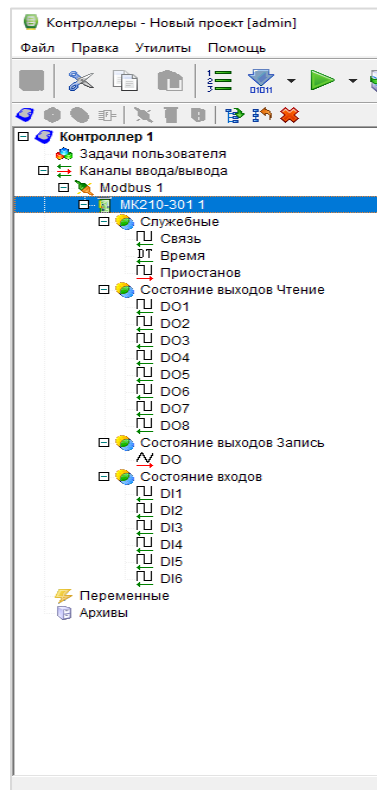 Контроллеры - Новый проект [admin]
Файл Правка Утилиты Помощь
Контроллер 1
Задачи пользователя
Каналы ввода/вывода
Modbus 1
МК210-301 1
Служебные
Связь
Время
Приостанов
Состояние выходов Чтение
DO1
DO2
DO3
DO4
DO5
DO6
DO7
DO8
Состояние выходов Запись
DO
Состояние входов
DI1
DI2
DI3
DI4
DI5
DI6
Переменные
Архивы